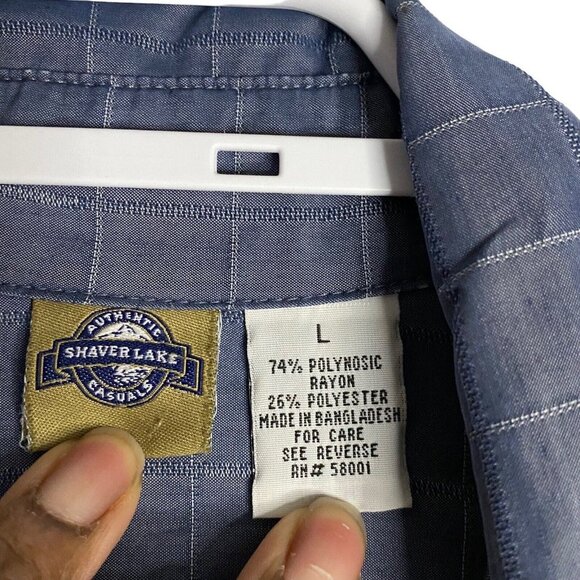 AUTHENTIC
SHAVER LAKE
CASUALS
L
74% POLYNOSIC
RAYON
26% POLYESTER
MADE IN BANGLADESH
FOR CARE
SEE REVERSE
RN# 58001